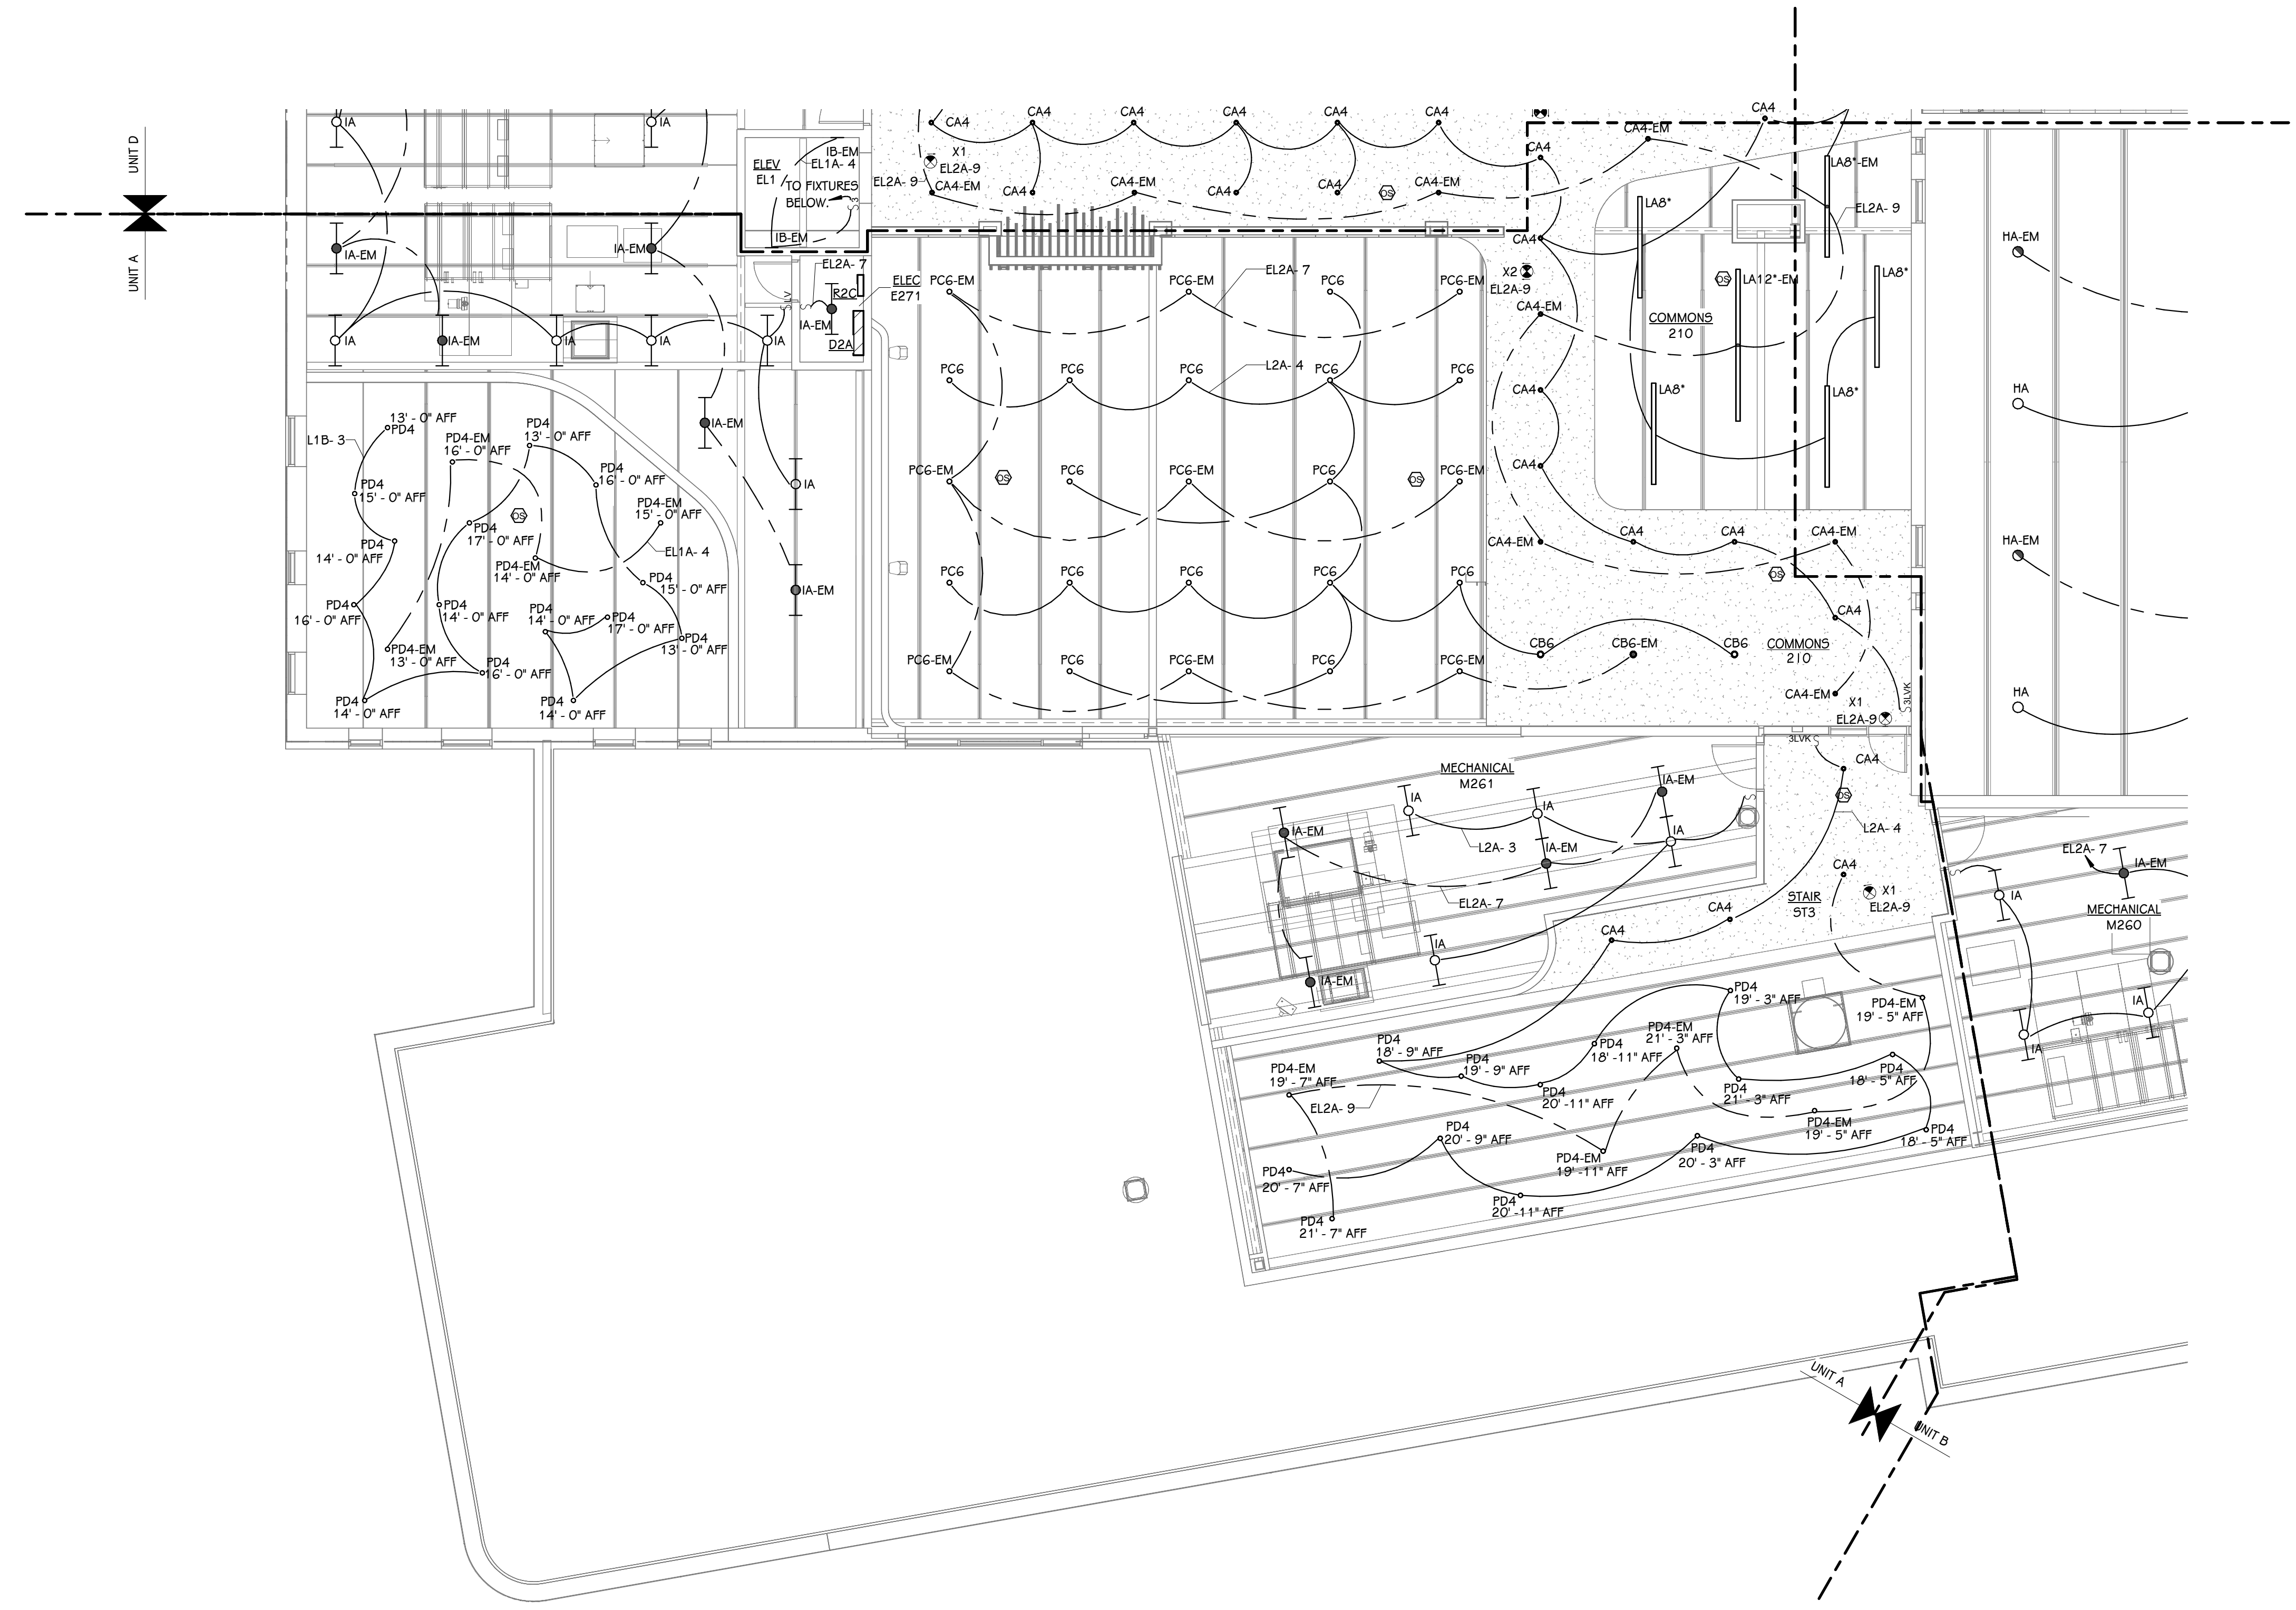 UNIT D
UNIT A
IA
IA
IA-EM
IA-EM
IA
IA-EM
IA
IA
IA
IA-EM
IA
IA-EM
ELEV
EL1
IB-EM
EL1A- 4
TO FIXTURES
BELOW.
3
IB-EM
EL2A- 7
LV
R2C
IA-EM
D2A
ELEC
E271
CA4
CA4
CA4
CA4
CA4
CA4
X1
EL2A-9
EL2A- 9
CA4-EM
CA4
CA4-EM
CA4
CA4
OS
CA4-EM
CA4
CA4-EM
CA4
LA8*-EM
LA8*
EL2A- 9
CA4
X2
EL2A-9
CA4-EM
OS
LA12*-EM
LA8*
COMMONS
210
CA4
LA8*
LA8*
CA4
CA4-EM
CA4
CA4
CA4-EM
OS
CA4
CB6
CB6-EM
CB6
COMMONS
210
CA4-EM
X1
EL2A-9
3LVK
HA-EM
HA
HA-EM
HA
PC6-EM
PC6-EM
EL2A- 7
PC6
PC6-EM
PC6
PC6
PC6
L2A- 4
PC6
PC6
PC6-EM
OS
PC6
PC6-EM
PC6
OS
PC6-EM
PC6
PC6
PC6
PC6
PC6
PC6-EM
PC6
PC6-EM
PC6
PC6-EM
L1B- 3
13' - 0" AFF
PD4
PD4-EM
16' - 0" AFF
PD4
13' - 0" AFF
PD4
16' - 0" AFF
PD4
15' - 0" AFF
PD4-EM
15' - 0" AFF
OS
PD4
17' - 0" AFF
PD4
14' - 0" AFF
EL1A- 4
PD4-EM
14' - 0" AFF
PD4
15' - 0" AFF
PD4
16' - 0" AFF
PD4
14' - 0" AFF
PD4
14' - 0" AFF
PD4
17' - 0" AFF
PD4
13' - 0" AFF
PD4-EM
13' - 0" AFF
PD4
16' - 0" AFF
PD4
14' - 0" AFF
PD4
14' - 0" AFF
MECHANICAL
M261
IA
IA
IA-EM
IA-EM
L2A- 3
IA-EM
IA
EL2A- 7
IA
IA-EM
3LVK
CA4
OS
L2A- 4
CA4
STAIR
ST3
X1
EL2A-9
CA4
CA4
EL2A- 7
IA-EM
IA
MECHANICAL
M260
IA
IA
PD4
19' - 3" AFF
PD4-EM
19' - 5" AFF
PD4-EM
21' - 3" AFF
PD4
18' - 9" AFF
PD4
18' -11" AFF
PD4
19' - 9" AFF
PD4-EM
19' - 7" AFF
EL2A- 9
PD4
20' -11" AFF
PD4
21' - 3" AFF
PD4
18' - 5" AFF
PD4-EM
19' - 5" AFF
PD4
18' - 5" AFF
PD4
20' - 9" AFF
PD4-EM
19' -11" AFF
PD4
20' - 3" AFF
PD4
20' - 7" AFF
PD4
20' -11" AFF
PD4
21' - 7" AFF
UNIT A
UNIT B